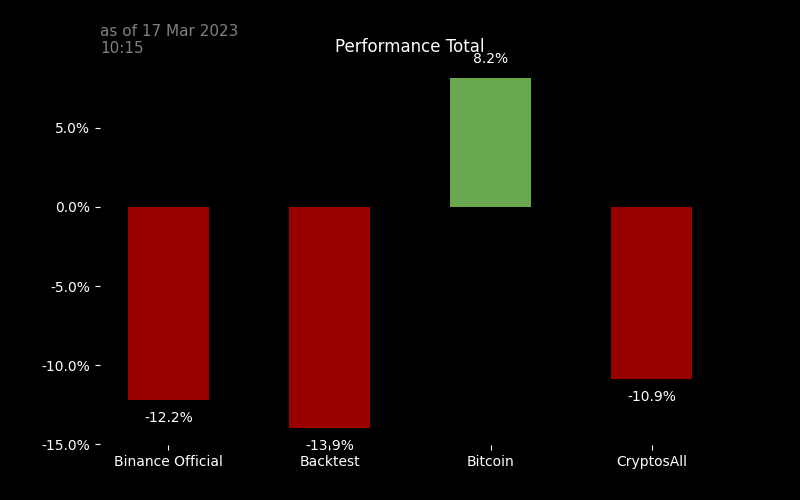 as of 17 Mar 2023
10:15
Performance Total
8.2%
5.0%
0.0%
-5.0%
-10.0%
-10.9%
-12.2%
-15.0%
-13.9%
Binance Official
Backtest
Bitcoin
CryptosAll